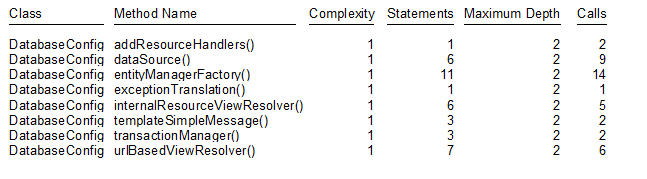 Class Method Name Complexity Statements Maximum Depth Calls
DatabaseConfig addResourceHandlers() 1 1 2 2
DatabaseConfig dataSource() 1 6 2 9
DatabaseConfig entityManagerFactory() 1 11 2 14
DatabaseConfig exceptionTranslation() 1 1 2 1
DatabaseConfig internalResourceViewResolver() 1 6 2 5
DatabaseConfig templateSimpleMessage() 1 3 2 2
DatabaseConfig transactionManager() 1 3 2 2
DatabaseConfig urlBasedViewResolver() 1 7 2 6